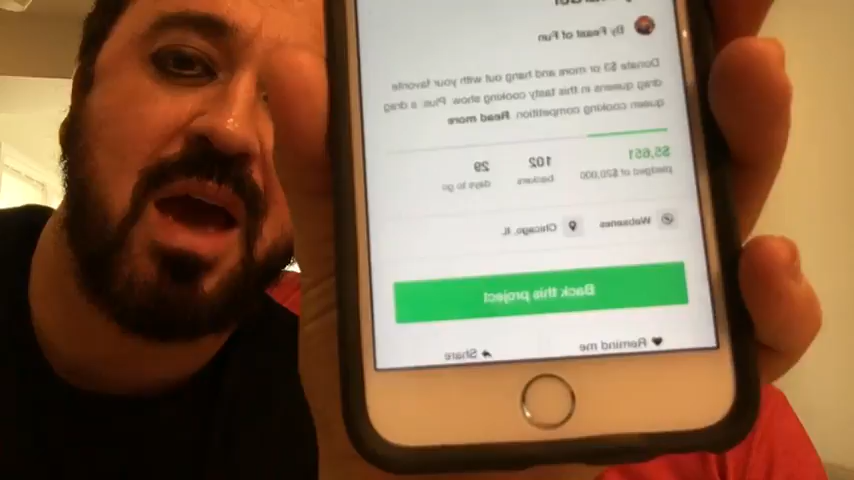 By Feast of Fun
Donate $3 or more and hang out with your favorite
drag queens in this tasty cooking show. Plus, a drag
queen cooking competition. Read more
$5,651 102 29
pledged of $20,000 backers days to go
Webseries Chicago, IL
Back this project
Remind me Share